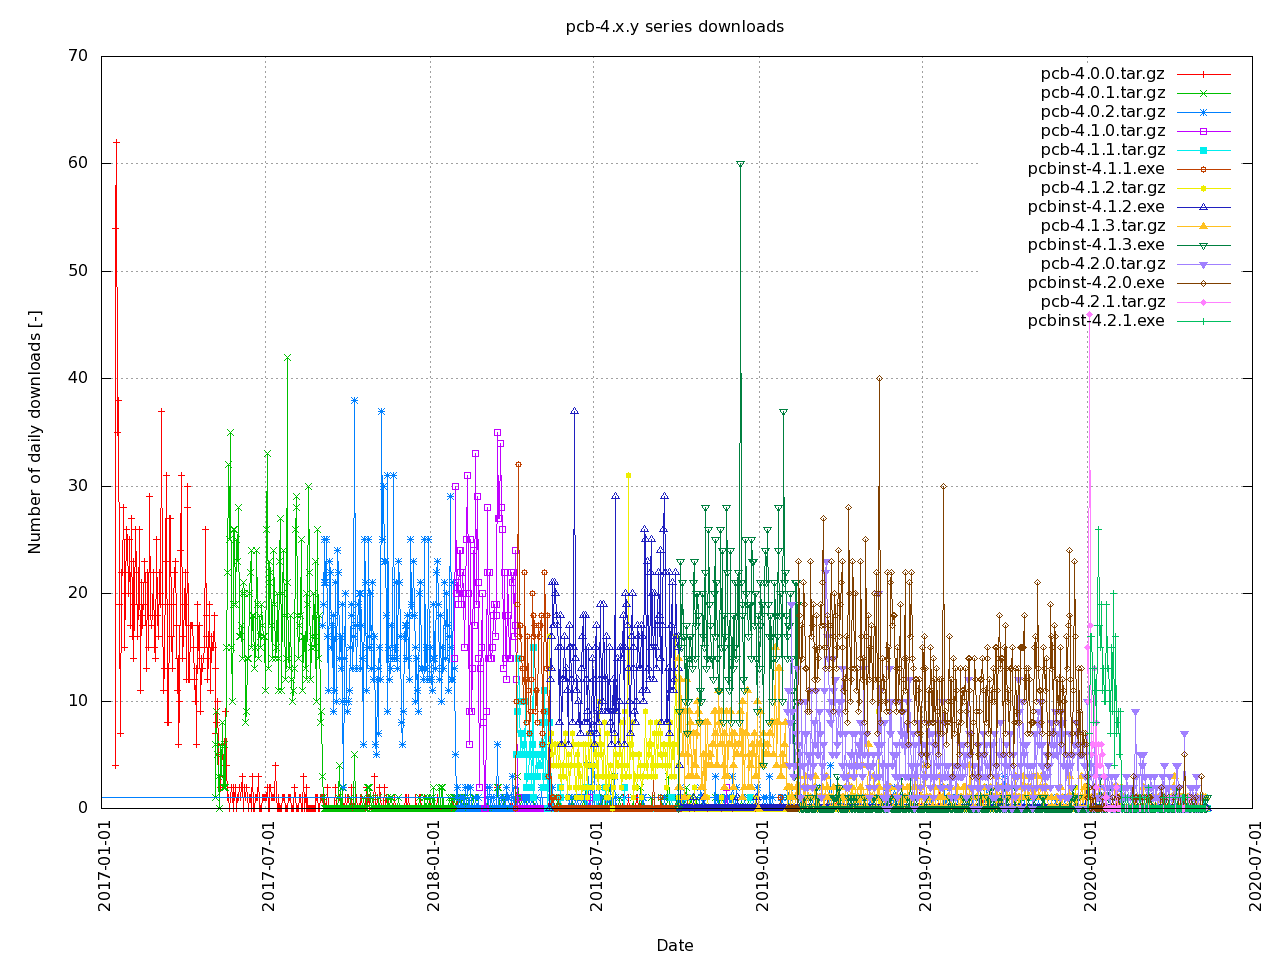 pcb-4.x.y series downloads
70
60
50
40
30
20
10
0
Number of daily downloads [-]
pcb-4.0.0.tar.gz
pcb-4.0.1.tar.gz
pcb-4.0.2.tar.gz
pcb-4.1.0.tar.gz
pcb-4.1.1.tar.gz
pcbinst-4.1.1.exe
pcb-4.1.2.tar.gz
pcbinst-4.1.2.exe
pcb-4.1.3.tar.gz
pcbinst-4.1.3.exe
pcb-4.2.0.tar.gz
pcbinst-4.2.0.exe
pcb-4.2.1.tar.gz
pcbinst-4.2.1.exe
2017-01-01
2017-07-01
2018-01-01
2018-07-01
2019-01-01
2019-07-01
2020-01-01
2020-07-01
Date